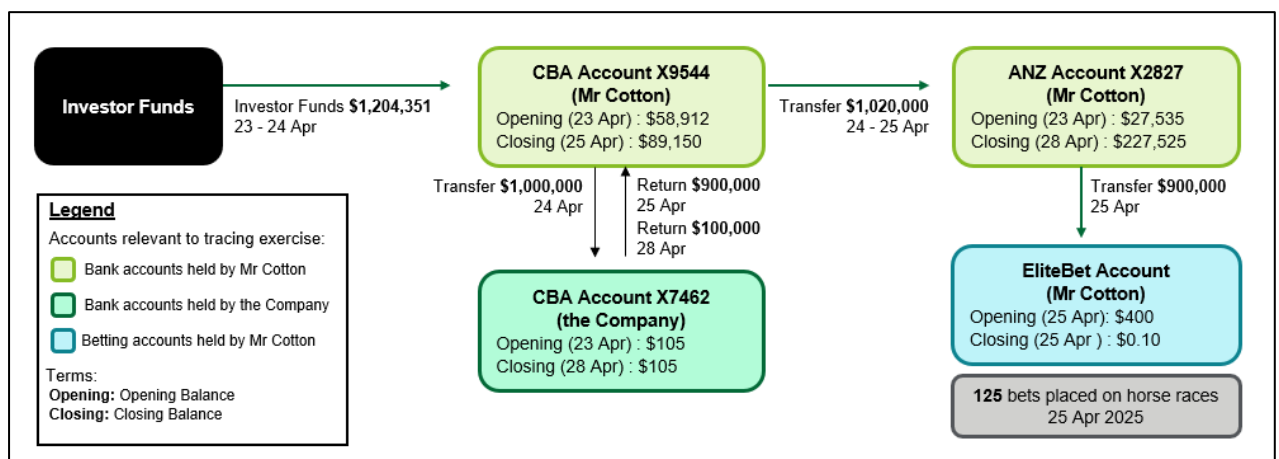 Investor Funds
Investor Funds $1,204,351
23 - 24 Apr
CBA Account X9544
(Mr Cotton)
Opening (23 Apr) : $58,912
Closing (25 Apr) : $89,150
Transfer $1,020,000
24 - 25 Apr
ANZ Account X2827
(Mr Cotton)
Opening (23 Apr) : $27,535
Closing (28 Apr) : $227,525
Transfer $1,000,000
24 Apr
Return $900,000
25 Apr
Return $100,000
28 Apr
Transfer $900,000
25 Apr
CBA Account X7462
(the Company)
Opening (23 Apr) : $105
Closing (28 Apr) : $105
EliteBet Account
(Mr Cotton)
Opening (25 Apr): $400
Closing (25 Apr ) : $0.10
125 bets placed on horse races
25 Apr 2025
Legend
Accounts relevant to tracing exercise:
Bank accounts held by Mr Cotton
Bank accounts held by the Company
Betting accounts held by Mr Cotton
Terms:
Opening: Opening Balance
Closing: Closing Balance